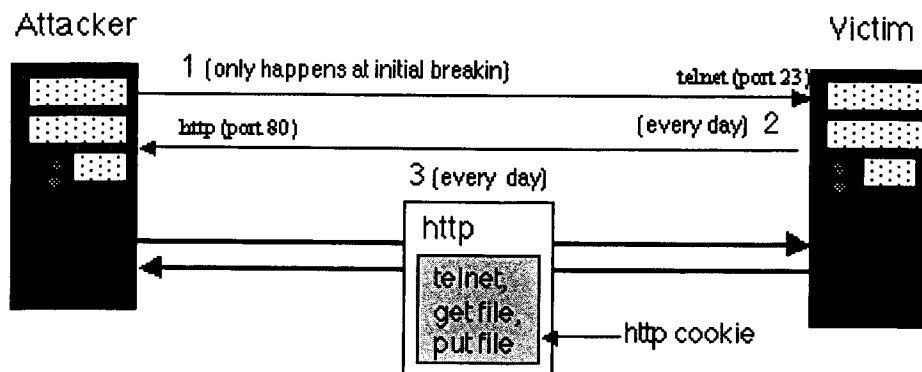 Attacker
Victim
1 (only happens at initial breakin)
telnet (port 23)
http (port 80)
(every day) 2
3 (every day)
http
telnet,
get file,
put file
http cookie